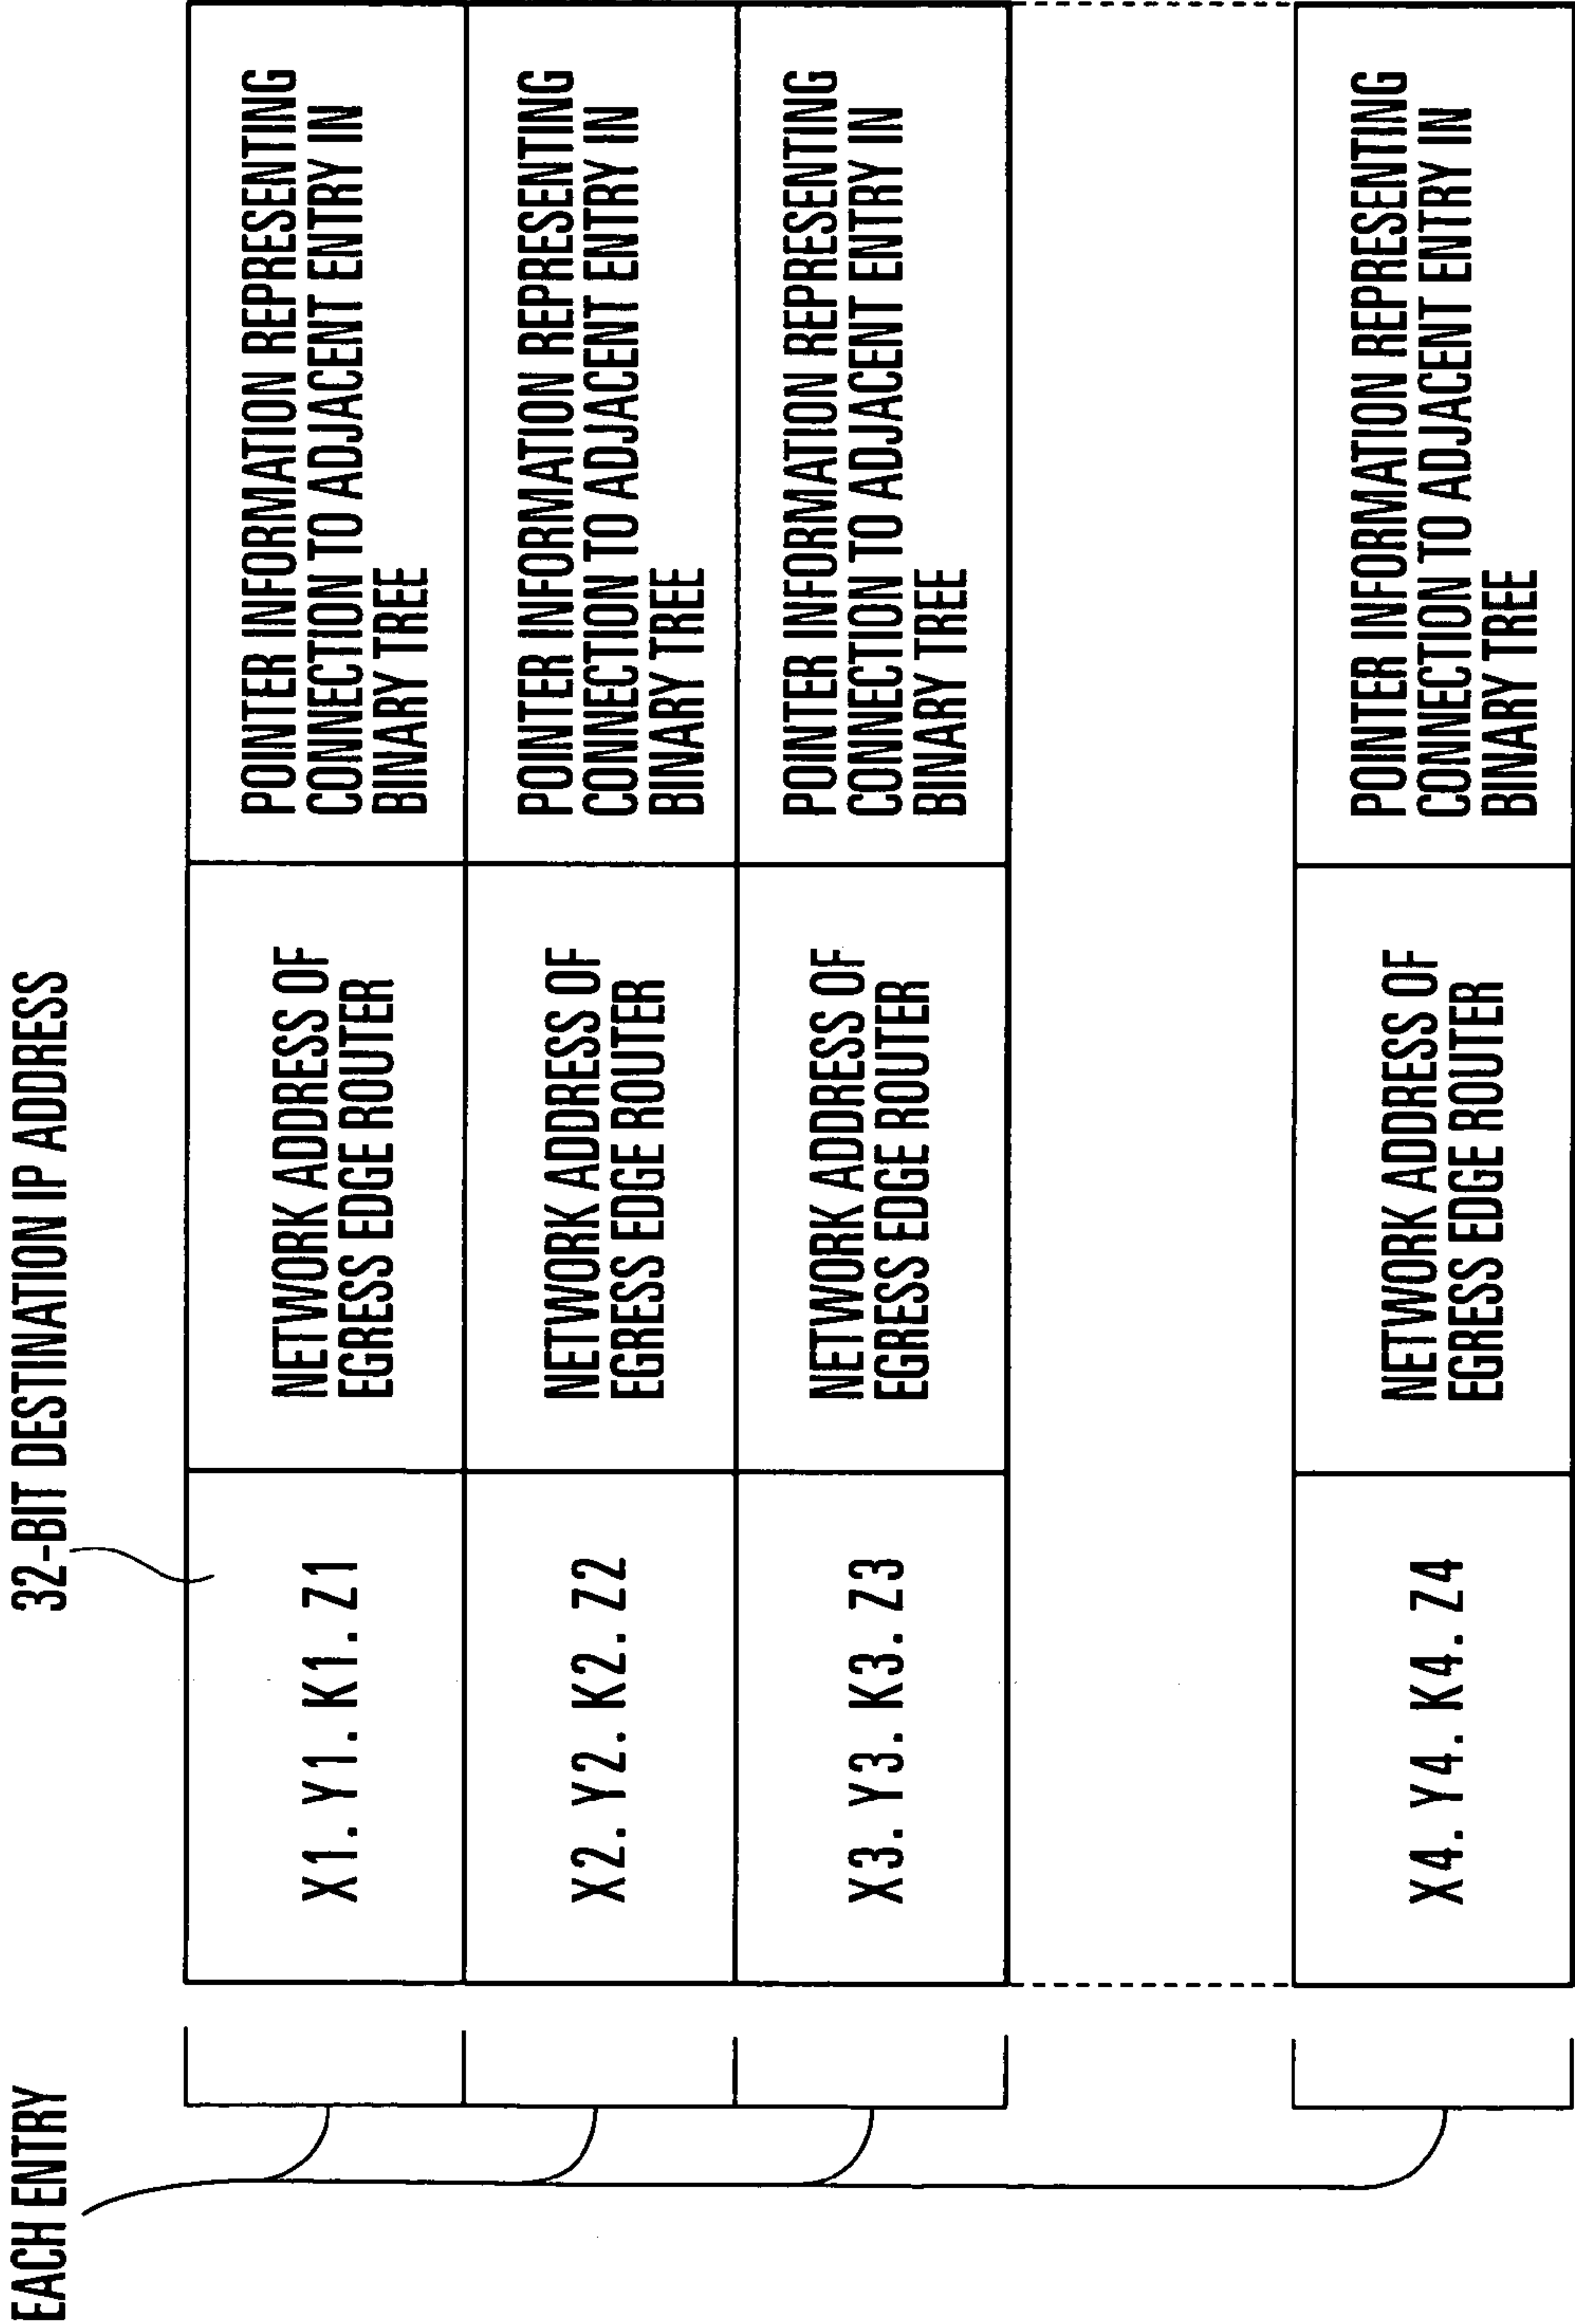 EACH ENTRY
32-BIT DESTINATION IP ADDRESS
X1. Y1. K1. Z1
NETWORK ADDRESS OF
EGRESS EDGE ROUTER
POINTER INFORMATION REPRESENTING
CONNECTION TO ADJACENT ENTRY IN
BINARY TREE
X2. Y2. K2. Z2
NETWORK ADDRESS OF
EGRESS EDGE ROUTER
POINTER INFORMATION REPRESENTING
CONNECTION TO ADJACENT ENTRY IN
BINARY TREE
X3. Y3. K3. Z3
NETWORK ADDRESS OF
EGRESS EDGE ROUTER
POINTER INFORMATION REPRESENTING
CONNECTION TO ADJACENT ENTRY IN
BINARY TREE
X4. Y4. K4. Z4
NETWORK ADDRESS OF
EGRESS EDGE ROUTER
POINTER INFORMATION REPRESENTING
CONNECTION TO ADJACENT ENTRY IN
BINARY TREE